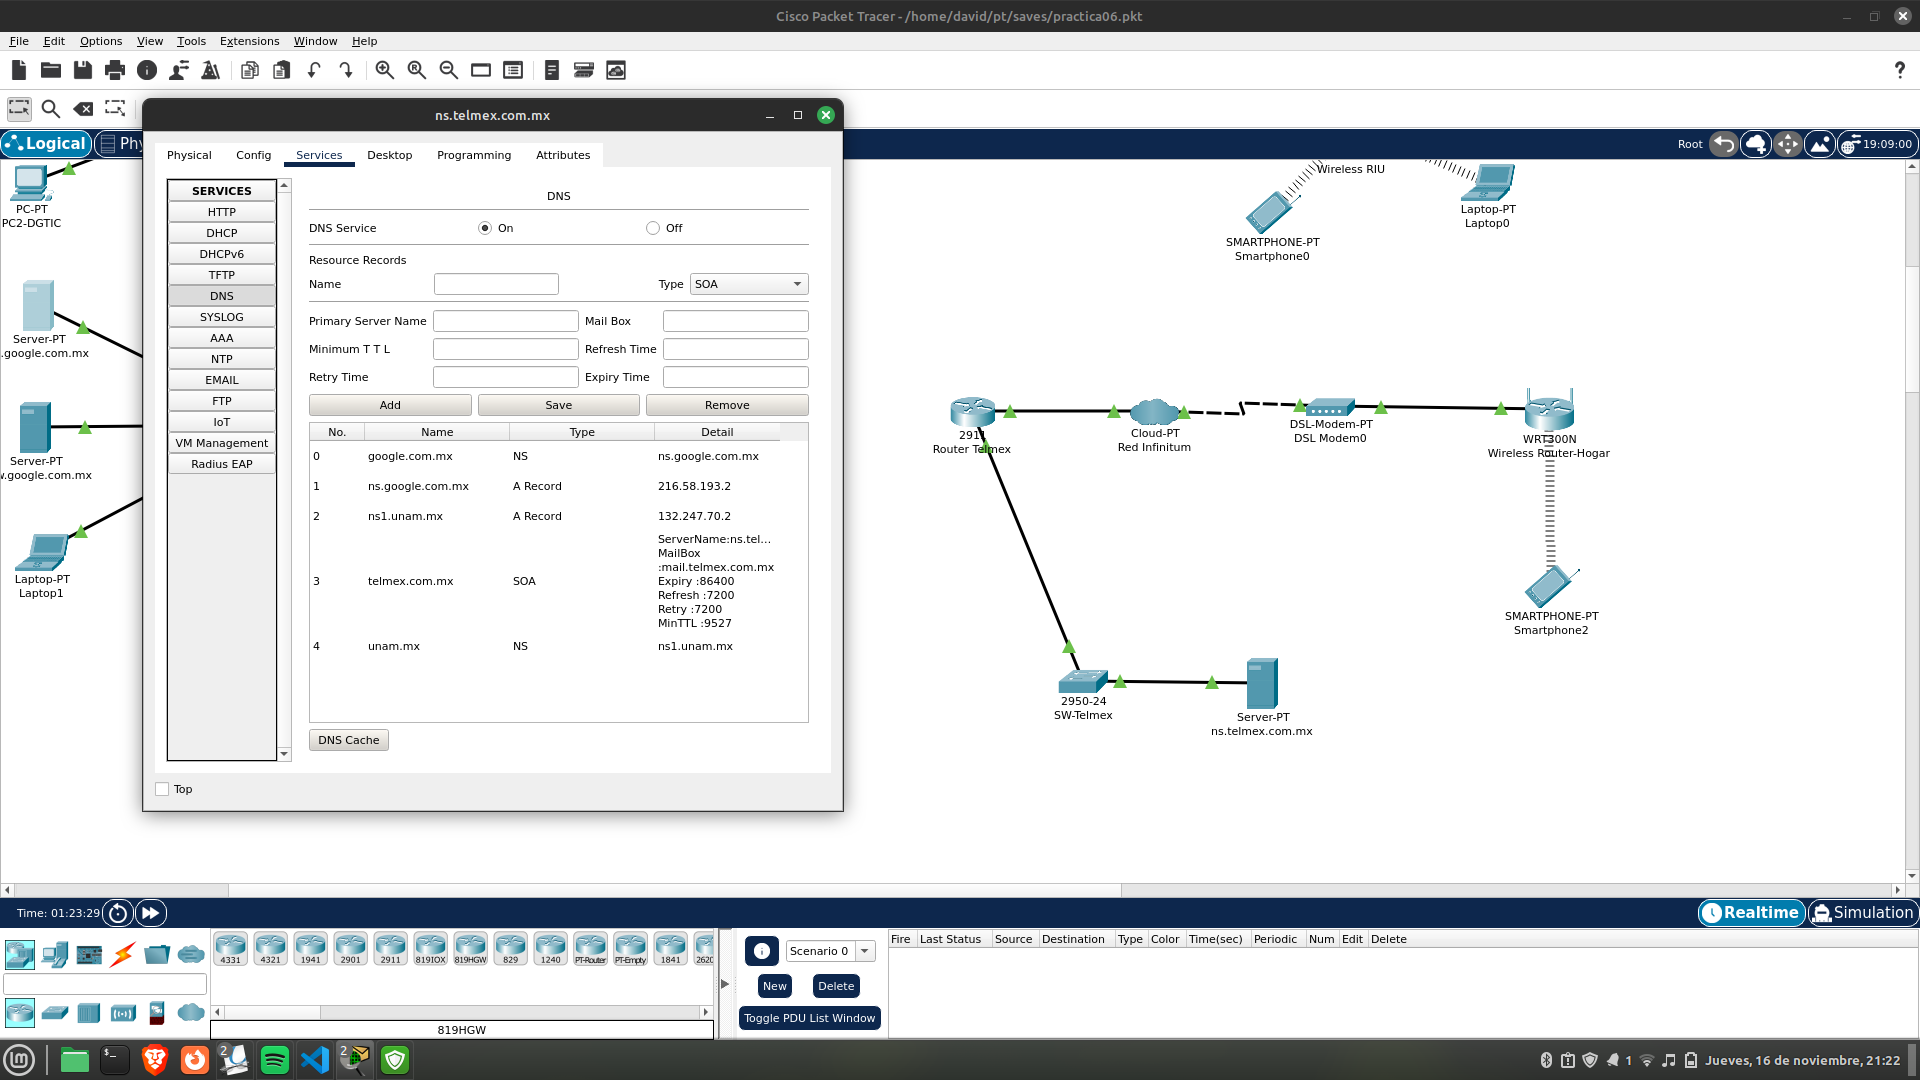 Cisco Packet Tracer - /home/david/pt/saves/practica06.pkt
File Edit Options View Tools Extensions Window Help
Logical
Phy
Root
19:09:00
ns.telmex.com.mx
Physical Config Services Desktop Programming Attributes
SERVICES
HTTP
DHCP
DHCPv6
TFTP
DNS
SYSLOG
AAA
NTP
EMAIL
FTP
IoT
VM Management
Radius EAP
DNS
DNS Service On Off
Resource Records
Name Type SOA
Primary Server Name Mail Box
Minimum T T L Refresh Time
Retry Time Expiry Time
Add Save Remove
No. Name Type Detail
0 google.com.mx NS ns.google.com.mx
1 ns.google.com.mx A Record 216.58.193.2
2 ns1.unam.mx A Record 132.247.70.2
3 telmex.com.mx SOA
ServerName:ns.tel...
MailBox
:mail.telmex.com.mx
Expiry :86400
Refresh :7200
Retry :7200
MinTTL :9527
4 unam.mx NS ns1.unam.mx
DNS Cache
Top
PC-PT
PC2-DGTIC
Server-PT
.google.com.mx
Server-PT
w.google.com.mx
Laptop-PT
Laptop1
Wireless RIU
SMARTPHONE-PT
Smartphone0
Laptop-PT
Laptop0
2911
Router Telmex
Cloud-PT
Red Infinitum
DSL-Modem-PT
DSL Modem0
WRT300N
Wireless Router-Hogar
SMARTPHONE-PT
Smartphone2
2950-24
SW-Telmex
Server-PT
ns.telmex.com.mx
Time: 01:23:29
Realtime
Simulation
4331 4321 1941 2901 2911 819IOX 819HGW 829 1240 PT-Router PT-Empty 1841 2620
819HGW
Scenario 0
New Delete
Toggle PDU List Window
Fire Last Status Source Destination Type Color Time(sec) Periodic Num Edit Delete
2
2
1
Jueves, 16 de noviembre, 21:22